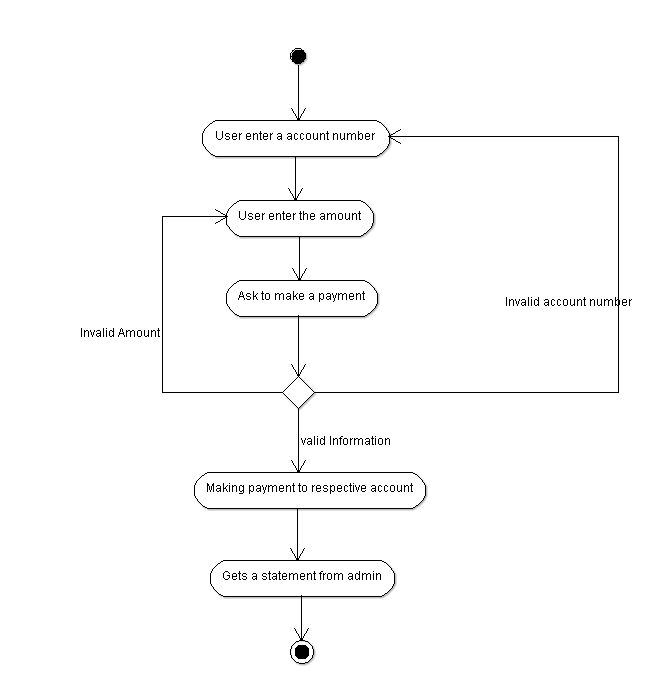 User enter a account number
User enter the amount
Ask to make a payment
Invalid account number
Invalid Amount
valid Information
Making payment to respective account
Gets a statement from admin